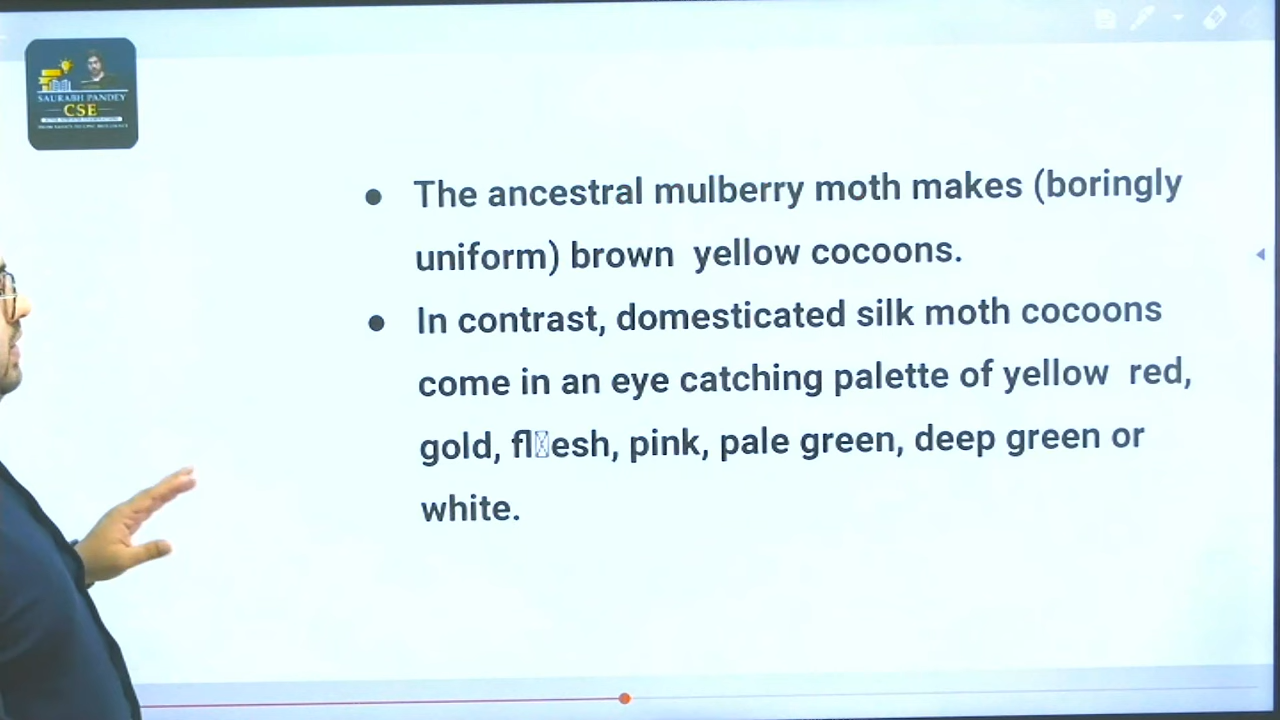 SAURABH PANDEY
CSE
The ancestral mulberry moth makes (boringly
uniform) brown yellow cocoons.
In contrast, domesticated silk moth cocoons
come in an eye catching palette of yellow red,
gold, flesh, pink, pale green, deep green or
white.